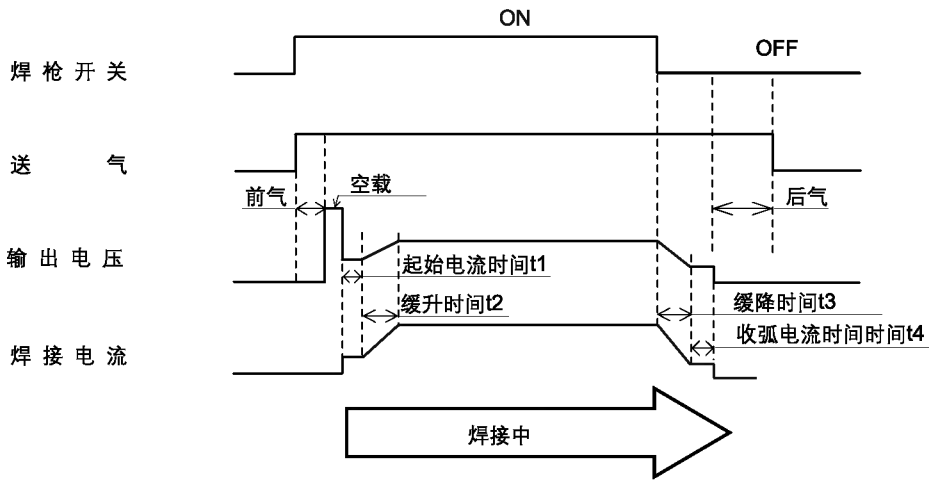 ON
OFF
焊枪开关
送 气
前气
空载
后气
输出电压
起始电流时间t1
缓升时间t2
缓降时间t3
收弧电流时间时间t4
焊接电流
焊接中